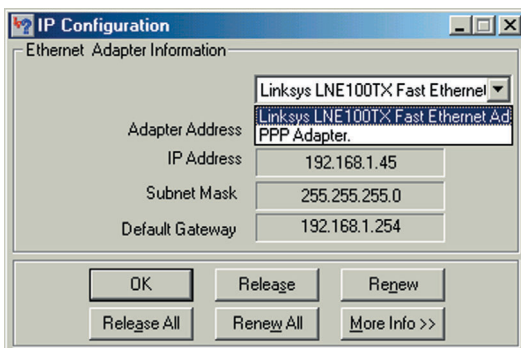 IP Configuration
Ethernet Adapter Information
Linksys LNE100TX Fast Ethernet
Linksys LNE100TX Fast Ethernet Ad
PPP Adapter.
Adapter Address
IP Address 192.168.1.45
Subnet Mask 255.255.255.0
Default Gateway 192.168.1.254
OK Release Renew
Release All Renew All More Info >>